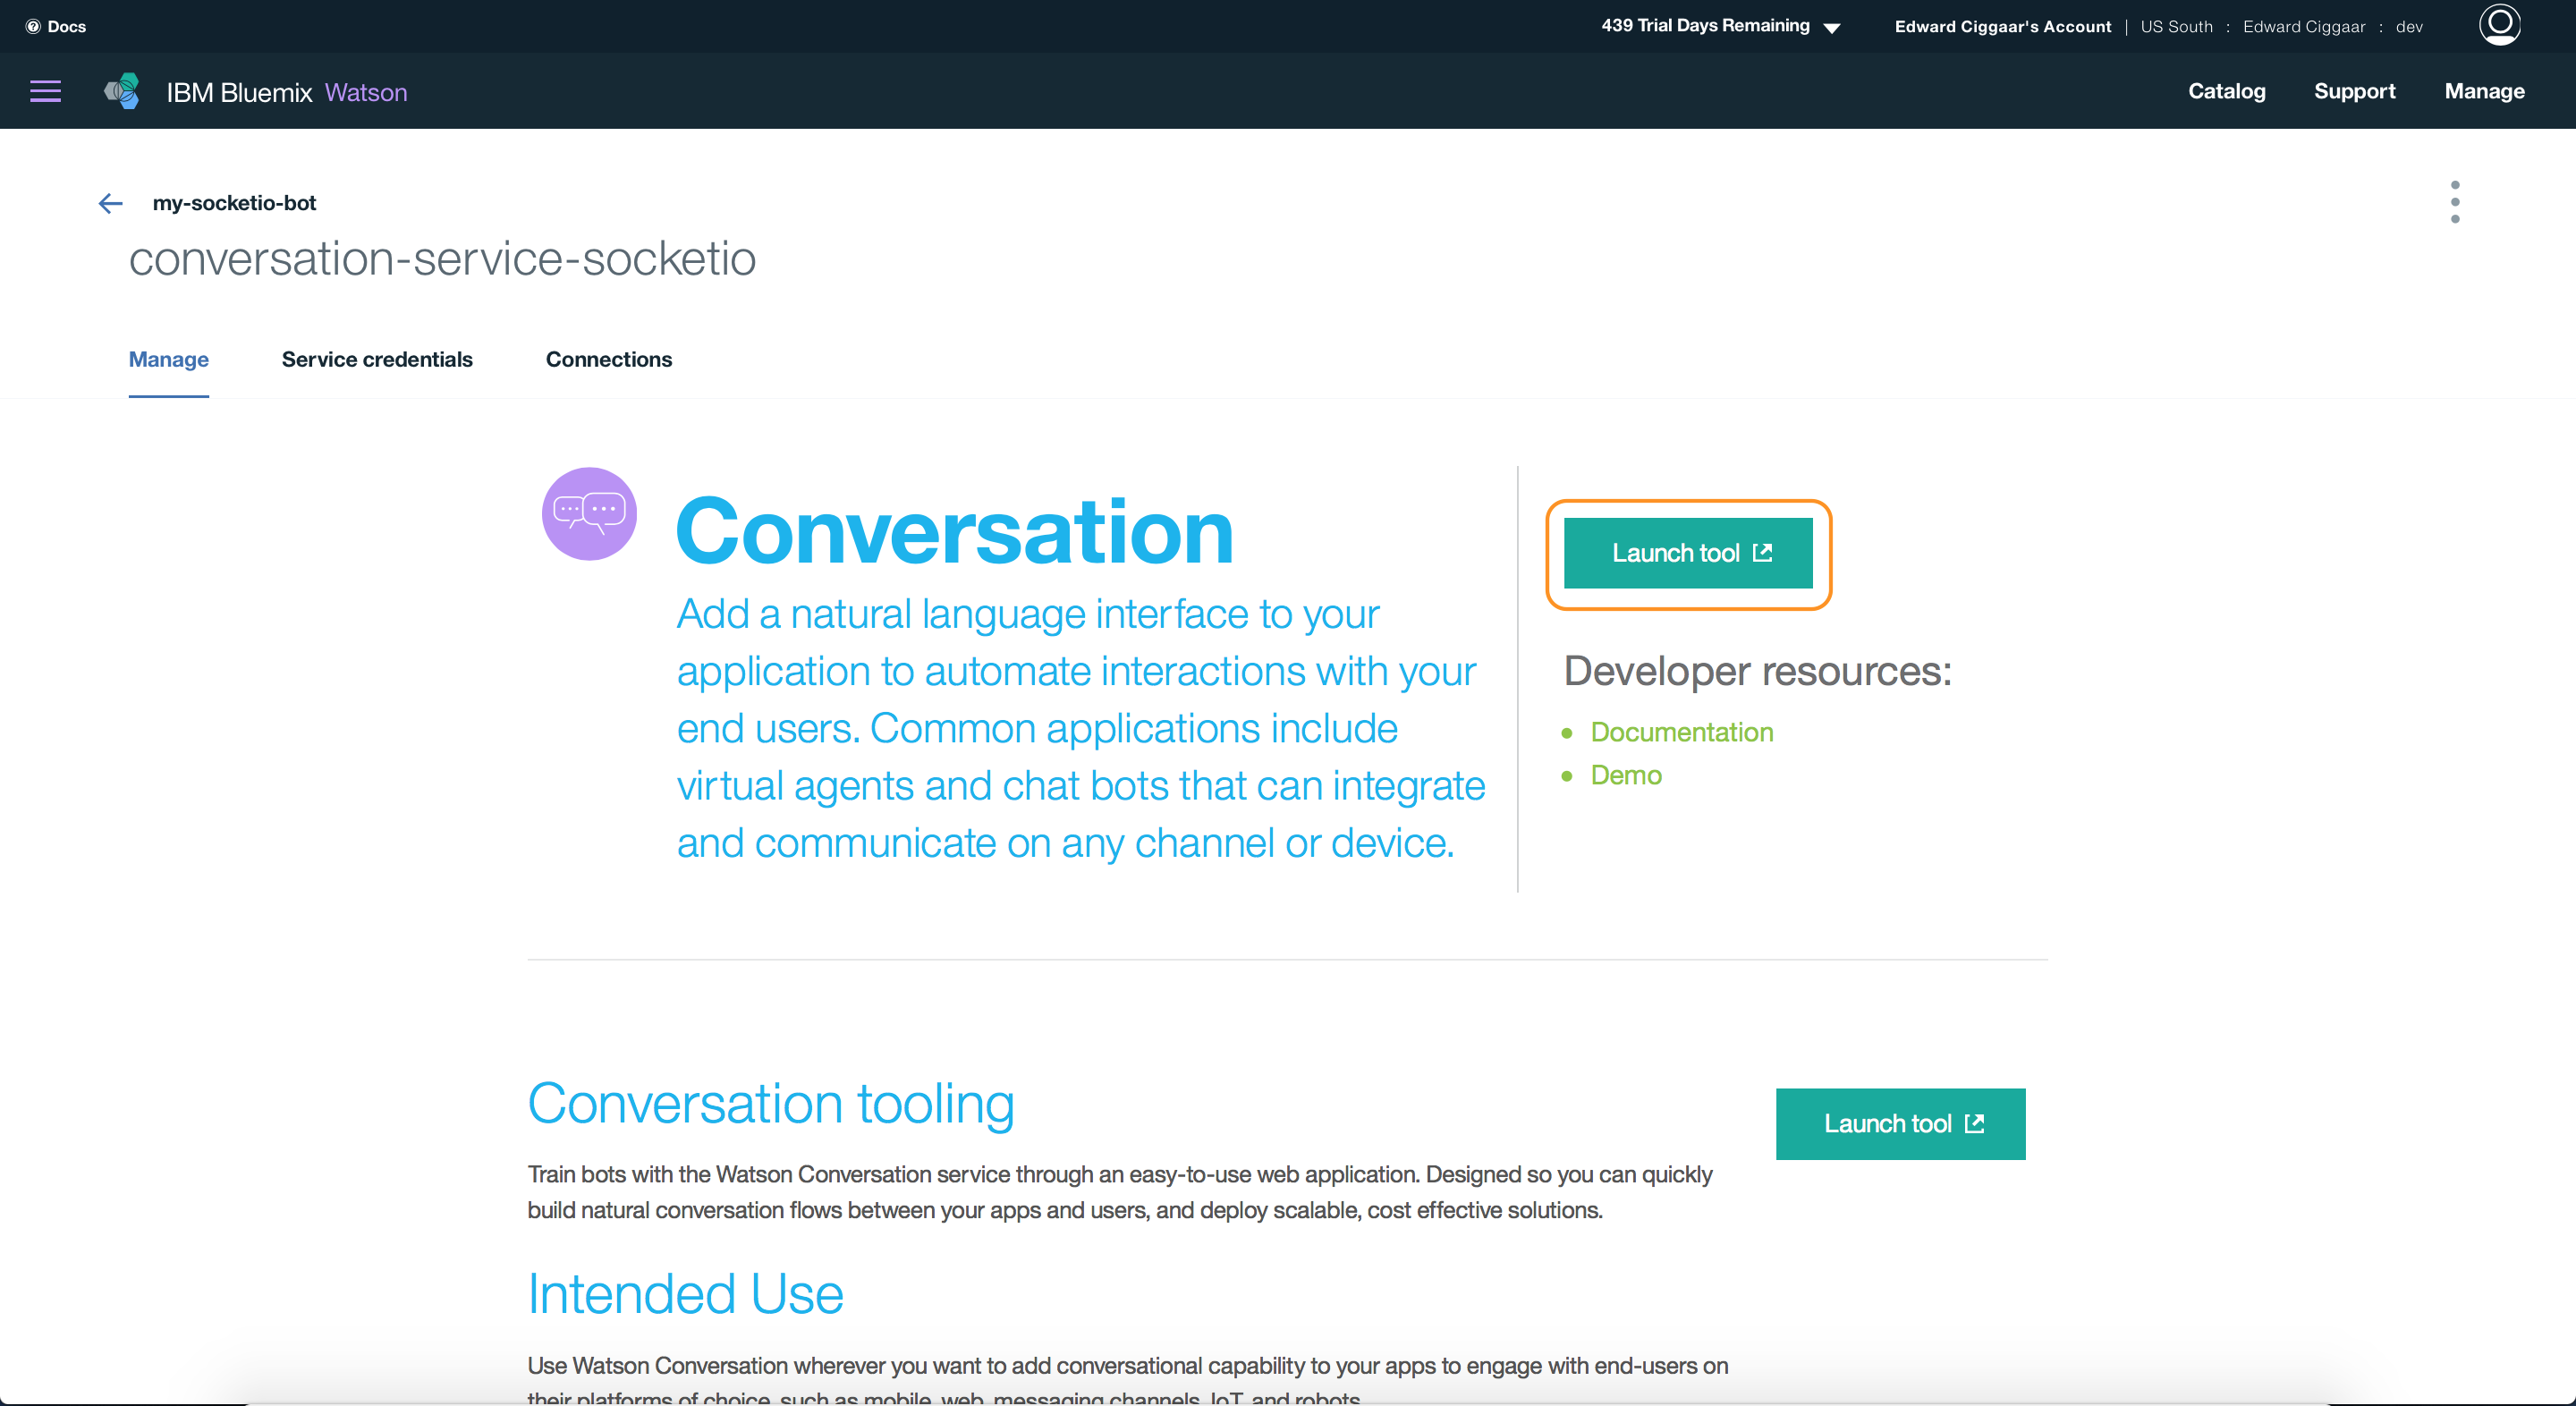 Docs
439 Trial Days Remaining
Edward Ciggaar's Account | US South : Edward Ciggaar : dev
IBM Bluemix Watson
Catalog
Support
Manage
my-socketio-bot
conversation-service-socketio
Manage
Service credentials
Connections
Conversation
Add a natural language interface to your
application to automate interactions with your
end users. Common applications include
virtual agents and chat bots that can integrate
and communicate on any channel or device.
Launch tool
Developer resources:
Documentation
Demo
Conversation tooling
Launch tool
Train bots with the Watson Conversation service through an easy-to-use web application. Designed so you can quickly
build natural conversation flows between your apps and users, and deploy scalable, cost effective solutions.
Intended Use
Use Watson Conversation wherever you want to add conversational capability to your apps to engage with end-users on
their platforms of choice, such as mobile, web, messaging channels, IoT, and robots.